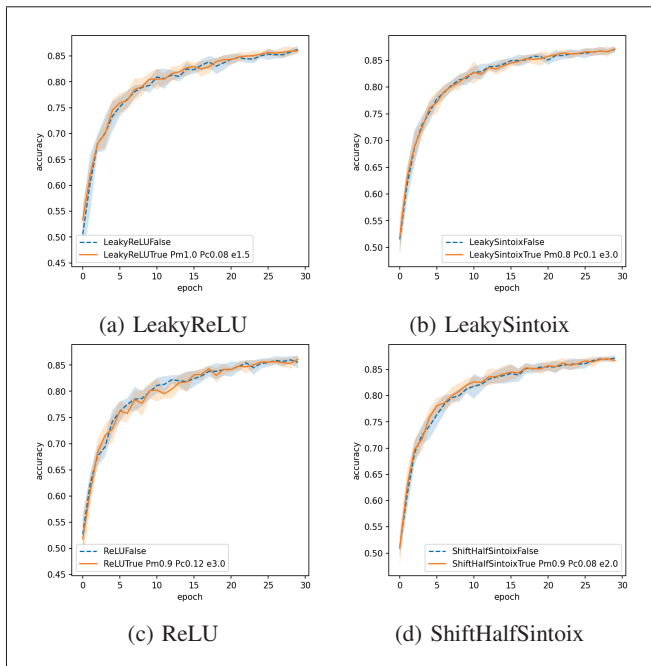 0.85
0.80
0.75
0.70
0.65
0.60
0.55
0.50
0.45
accuracy
LeakyReLUFalse
LeakyReLUTrue Pm1.0 Pc0.08 e1.5
0 5 10 15 20 25 30
epoch
(a) LeakyReLU
0.85
0.80
0.75
0.70
0.65
0.60
0.55
0.50
accuracy
LeakySintoixFalse
LeakySintoixTrue Pm0.8 Pc0.1 e3.0
0 5 10 15 20 25 30
epoch
(b) LeakySintoix
0.85
0.80
0.75
0.70
0.65
0.60
0.55
0.50
0.45
accuracy
ReLUFalse
ReLUTrue Pm0.9 Pc0.12 e3.0
0 5 10 15 20 25 30
epoch
(c) ReLU
0.85
0.80
0.75
0.70
0.65
0.60
0.55
0.50
accuracy
ShiftHalfSintoixFalse
ShiftHalfSintoixTrue Pm0.9 Pc0.08 e2.0
0 5 10 15 20 25 30
epoch
(d) ShiftHalfSintoix